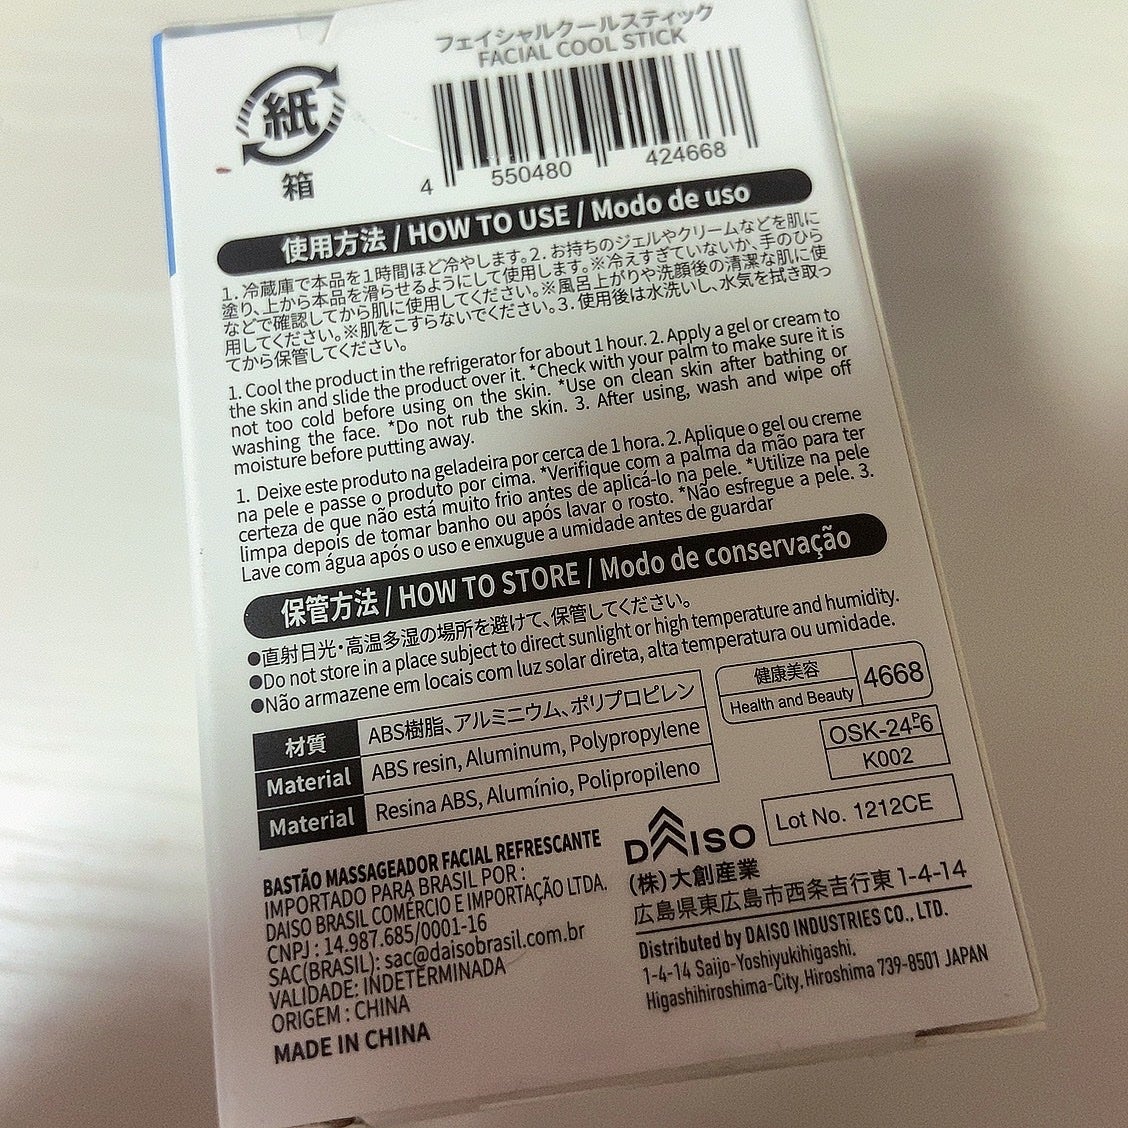 フェイシャルクールスティック
FACIAL COOL STICK
紙
箱
4 550480 424668
使用方法 / HOW TO USE / Modo de uso
1. 冷蔵庫で本品を1時間ほど冷やします。2. お持ちのジェルやクリームなどを肌に
塗り、上から本品を滑らせるようにして使用します。※冷えすぎていないか、手のひら
などで確認してから肌に使用してください。※風呂上がりや洗顔後の清潔な肌に使
用してください。※肌をこすらないでください。3. 使用後は水洗いし、水気を拭き取っ
てから保管してください。
1. Cool the product in the refrigerator for about 1 hour. 2. Apply a gel or cream to
the skin and slide the product over it. *Check with your palm to make sure it is
not too cold before using on the skin. *Use on clean skin after bathing or
washing the face. *Do not rub the skin. 3. After using, wash and wipe off
moisture before putting away.
1. Deixe este produto na geladeira por cerca de 1 hora. 2. Aplique o gel ou creme
na pele e passe o produto por cima. *Verifique com a palma da mão para ter
certeza de que não está muito frio antes de aplicá-lo na pele. *Utilize na pele
limpa depois de tomar banho ou após lavar o rosto. *Não esfregue a pele. 3.
Lave com água após o uso e enxugue a umidade antes de guardar
保管方法 / HOW TO STORE / Modo de conservação
●直射日光・高温多湿の場所を避けて、保管してください。
●Do not store in a place subject to direct sunlight or high temperature and humidity.
●Não armazene em locais com luz solar direta, alta temperatura ou umidade.
材質 ABS樹脂、アルミニウム、ポリプロピレン
Material ABS resin, Aluminum, Polypropylene
Material Resina ABS, Alumínio, Polipropileno
健康美容
Health and Beauty
4668
OSK-24-P6
K002
Lot No. 1212CE
BASTÃO MASSAGEADOR FACIAL REFRESCANTE
IMPORTADO PARA BRASIL POR :
DAISO BRASIL COMÉRCIO E IMPORTAÇÃO LTDA.
CNPJ : 14.987.685/0001-16
SAC(BRASIL): sac@daisobrasil.com.br
VALIDADE: INDETERMINADA
ORIGEM : CHINA
MADE IN CHINA
DAISO
(株)大創産業
広島県東広島市西条吉行東1-4-14
Distributed by DAISO INDUSTRIES CO., LTD.
1-4-14 Saijo-Yoshiyukihigashi,
Higashihiroshima-City, Hiroshima 739-8501 JAPAN